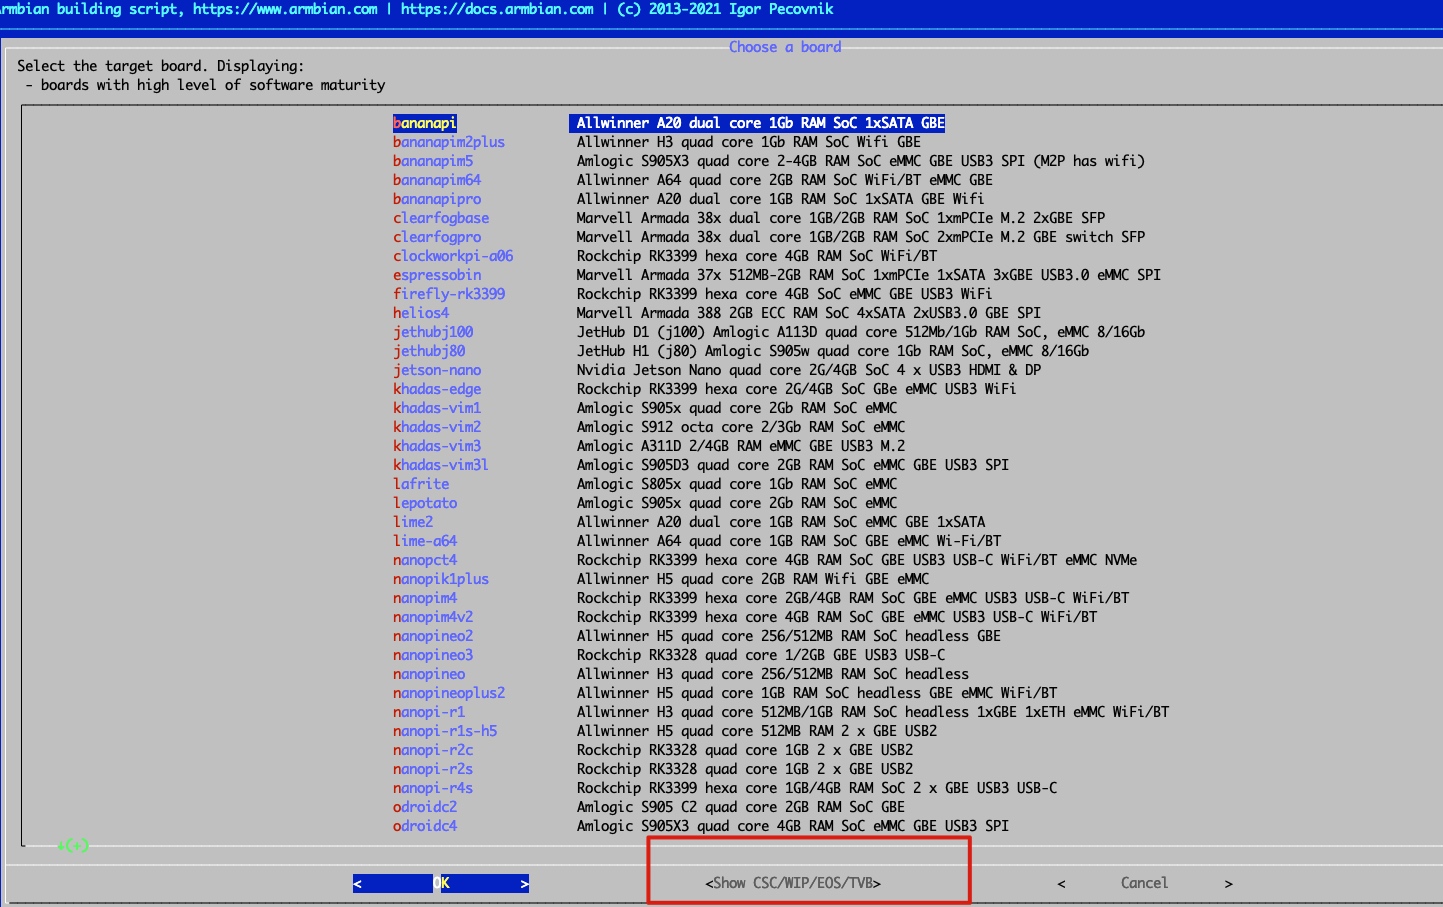 rmbian building script, https://www.armbian.com | https://docs.armbian.com | (c) 2013-2021 Igor Pecovnik
Choose a board
Select the target board. Displaying:
- boards with high level of software maturity
bananapi Allwinner A20 dual core 1Gb RAM SoC 1xSATA GBE
bananapim2plus Allwinner H3 quad core 1Gb RAM SoC Wifi GBE
bananapim5 Amlogic S905X3 quad core 2-4GB RAM SoC eMMC GBE USB3 SPI (M2P has wifi)
bananapim64 Allwinner A64 quad core 2GB RAM SoC WiFi/BT eMMC GBE
bananapipro Allwinner A20 dual core 1GB RAM SoC 1xSATA GBE Wifi
clearfogbase Marvell Armada 38x dual core 1GB/2GB RAM SoC 1xmPCIe M.2 2xGBE SFP
clearfogpro Marvell Armada 38x dual core 1GB/2GB RAM SoC 2xmPCIe M.2 GBE switch SFP
clockworkpi-a06 Rockchip RK3399 hexa core 4GB RAM SoC WiFi/BT
espressobin Marvell Armada 37x 512MB-2GB RAM SoC 1xmPCIe 1xSATA 3xGBE USB3.0 eMMC SPI
firefly-rk3399 Rockchip RK3399 hexa core 4GB SoC eMMC GBE USB3 WiFi
helios4 Marvell Armada 388 2GB ECC RAM SoC 4xSATA 2xUSB3.0 GBE SPI
jethubj100 JetHub D1 (j100) Amlogic A113D quad core 512Mb/1Gb RAM SoC, eMMC 8/16Gb
jethubj80 JetHub H1 (j80) Amlogic S905w quad core 1Gb RAM SoC, eMMC 8/16Gb
jetson-nano Nvidia Jetson Nano quad core 2G/4GB SoC 4 x USB3 HDMI & DP
khadas-edge Rockchip RK3399 hexa core 2G/4GB SoC GBe eMMC USB3 WiFi
khadas-vim1 Amlogic S905x quad core 2Gb RAM SoC eMMC
khadas-vim2 Amlogic S912 octa core 2/3Gb RAM SoC eMMC
khadas-vim3 Amlogic A311D 2/4GB RAM eMMC GBE USB3 M.2
khadas-vim3l Amlogic S905D3 quad core 2GB RAM SoC eMMC GBE USB3 SPI
lafrite Amlogic S805x quad core 1Gb RAM SoC eMMC
lepotato Amlogic S905x quad core 2Gb RAM SoC eMMC
lime2 Allwinner A20 dual core 1GB RAM SoC eMMC GBE 1xSATA
lime-a64 Allwinner A64 quad core 1GB RAM SoC GBE eMMC Wi-Fi/BT
nanopct4 Rockchip RK3399 hexa core 4GB RAM SoC GBE USB3 USB-C WiFi/BT eMMC NVMe
nanopik1plus Allwinner H5 quad core 2GB RAM Wifi GBE eMMC
nanopim4 Rockchip RK3399 hexa core 2GB/4GB RAM SoC GBE eMMC USB3 USB-C WiFi/BT
nanopim4v2 Rockchip RK3399 hexa core 4GB RAM SoC GBE eMMC USB3 USB-C WiFi/BT
nanopineo2 Allwinner H5 quad core 256/512MB RAM SoC headless GBE
nanopineo3 Rockchip RK3328 quad core 1/2GB GBE USB3 USB-C
nanopineo Allwinner H3 quad core 256/512MB RAM SoC headless
nanopineoplus2 Allwinner H5 quad core 1GB RAM SoC headless GBE eMMC WiFi/BT
nanopi-r1 Allwinner H3 quad core 512MB/1GB RAM SoC headless 1xGBE 1xETH eMMC WiFi/BT
nanopi-r1s-h5 Allwinner H5 quad core 512MB RAM 2 x GBE USB2
nanopi-r2c Rockchip RK3328 quad core 1GB 2 x GBE USB2
nanopi-r2s Rockchip RK3328 quad core 1GB 2 x GBE USB2
nanopi-r4s Rockchip RK3399 hexa core 1GB/4GB RAM SoC 2 x GBE USB3 USB-C
odroidc2 Amlogic S905 C2 quad core 2GB RAM SoC GBE
odroidc4 Amlogic S905X3 quad core 4GB RAM SoC eMMC GBE USB3 SPI
↓(+)
< OK > <Show CSC/WIP/EOS/TVB> < Cancel >